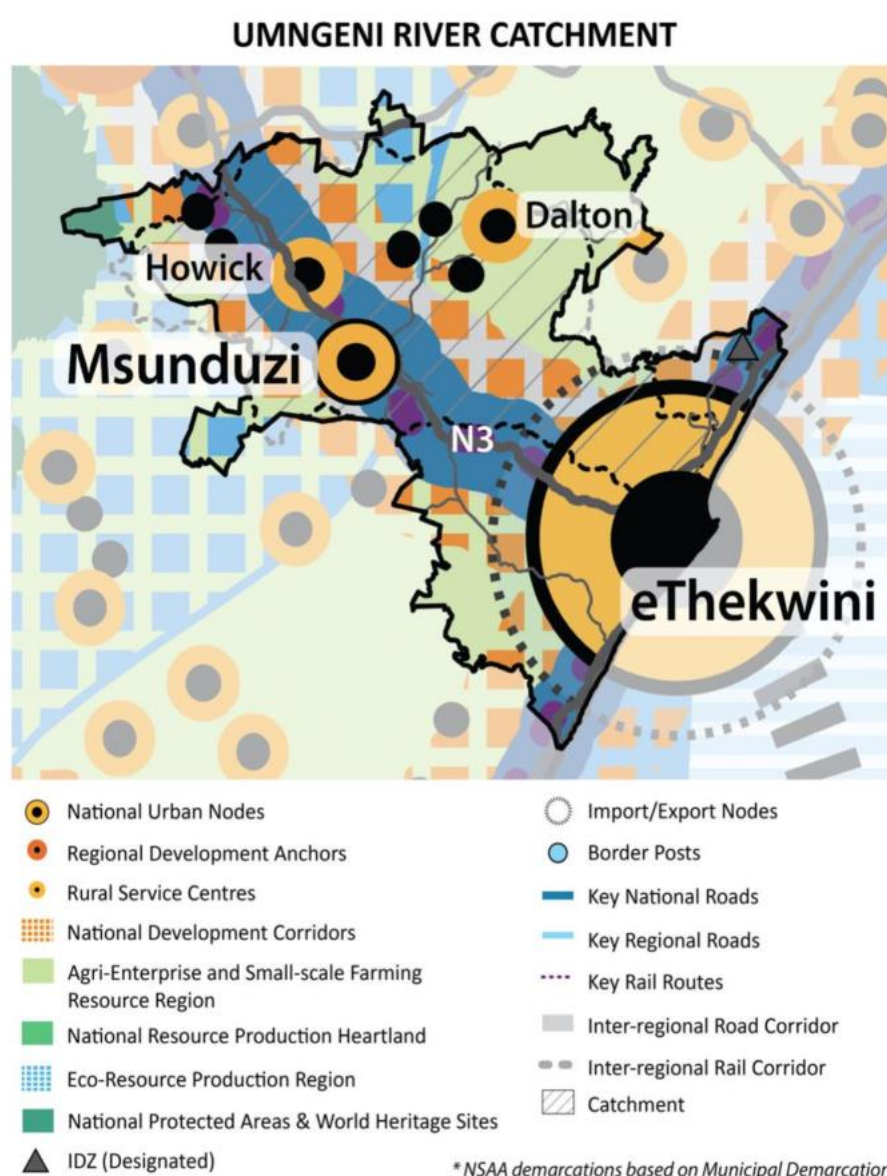 UMNGENI RIVER CATCHMENT
Dalton
Howick
Msunduzi
N3
eThekwini
National Urban Nodes
Regional Development Anchors
Rural Service Centres
National Development Corridors
Agri-Enterprise and Small-scale Farming
Resource Region
National Resource Production Heartland
Eco-Resource Production Region
National Protected Areas & World Heritage Sites
IDZ (Designated)
Import/Export Nodes
Border Posts
Key National Roads
Key Regional Roads
Key Rail Routes
Inter-regional Road Corridor
Inter-regional Rail Corridor
Catchment
* NSAA demarcations based on Municipal Demarcation